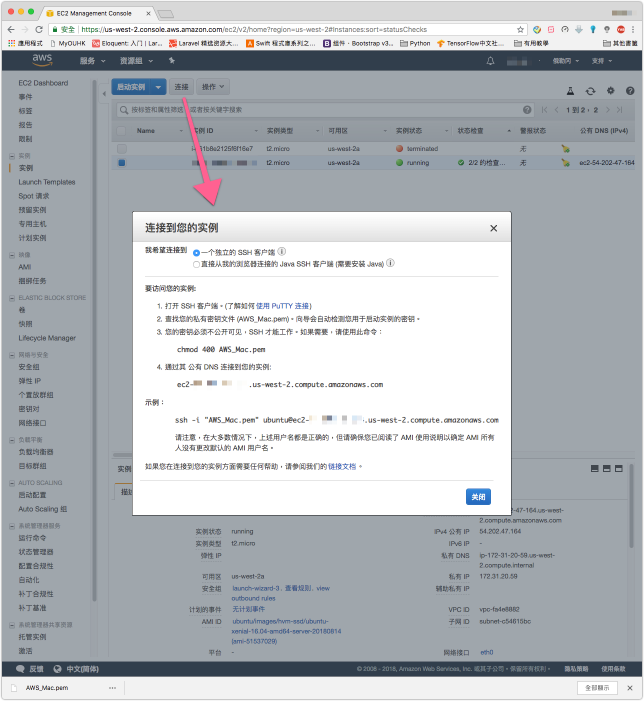 EC2 Management Console
安全 https://us-west-2.console.aws.amazon.com/ec2/v2/home?region=us-west-2#Instances:sort=statusChecks
應用程式 MyOUHK Eloquent: 入门 | Lar... Laravel 精选资源大... A Swift 程式庫系列之... 组件 · Bootstrap v3... Python TensorFlow中文社... 有用教學 其他書籤
aws 服务 资源组 支持
EC2 Dashboard
事件
标签
报告
限制
实例
实例
Launch Templates
Spot 请求
预留实例
专用主机
计划实例
映像
AMI
捆绑任务
ELASTIC BLOCK STORE
卷
快照
Lifecycle Manager
网络与安全
安全组
弹性 IP
个置放群组
密钥对
网络接口
负载平衡
负载均衡器
目标群组
AUTO SCALING
启动配置
Auto Scaling 组
系统管理器服务
运行命令
状态管理器
配置合规性
自动化
补丁合规性
补丁基准
系统管理器共享资源
托管实例
激活
启动实例 连接 操作
按标签和属性筛选 或者按关键字搜索
1 到 2，2
Name 实例 ID 实例类型 可用区 实例状态 状态检查 警报状态 公有 DNS (IPv4)
t2.micro us-west-2a terminated 无
t2.micro us-west-2a running 2/2 的检查... 无 ec2-54-202-47-164
连接到您的实例
我希望连接到
一个独立的 SSH 客户端
直接从我的浏览器连接的 Java SSH 客户端 (需要安装 Java)
要访问您的实例:
1. 打开 SSH 客户端。(了解如何 使用 PuTTY 连接)
2. 查找您的私有密钥文件 (AWS_Mac.pem)。向导会自动检测您用于启动实例的密钥。
3. 您的密钥必须不公开可见，SSH 才能工作。如果需要，请使用此命令：
chmod 400 AWS_Mac.pem
4. 通过其 公有 DNS 连接到您的实例:
ec2- .us-west-2.compute.amazonaws.com
示例：
ssh -i "AWS_Mac.pem" ubuntu@ec2- .us-west-2.compute.amazonaws.com
请注意，在大多数情况下，上述用户名都是正确的，但请确保您已阅读了 AMI 使用说明以确定 AMI 所有
人没有更改默认的 AMI 用户名。
如果您在连接到您的实例方面需要任何帮助，请参阅我们的 链接文档。
关闭
2.compute.amazonaws.com
实例状态 running IPv4 公有 IP 54.202.47.164
实例类型 t2.micro IPv6 IP -
弹性 IP 私有 DNS ip-172-31-20-59.us-west-
2.compute.internal
可用区 us-west-2a 私有 IP 172.31.20.59
安全组 launch-wizard-3. 查看规则. view 辅助私有 IP
outbound rules
计划的事件 无计划事件 VPC ID vpc-fa4e8882
AMI ID ubuntu/images/hvm-ssd/ubuntu- 子网 ID subnet-c54615bc
xenial-16.04-amd64-server-20180814
(ami-51537029)
平台 - 网络接口 eth0
反馈 中文(简体) © 2008 - 2018, Amazon Web Services, Inc. 或其子公司。保留所有权利。 隐私策略 使用条款
AWS_Mac.pem 全部顯示